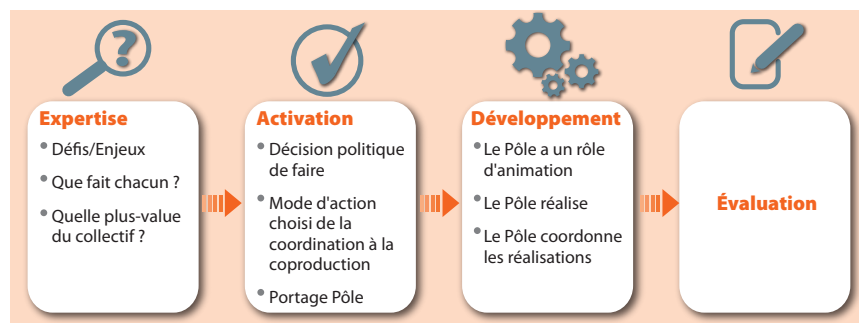 Expertise
• Défis/Enjeux
• Que fait chacun ?
• Quelle plus-value
du collectif ?
Activation
• Décision politique
de faire
• Mode d'action
choisi de la
coordination à la
coproduction
• Portage Pôle
Développement
• Le Pôle a un rôle
d'animation
• Le Pôle réalise
• Le Pôle coordonne
les réalisations
Évaluation